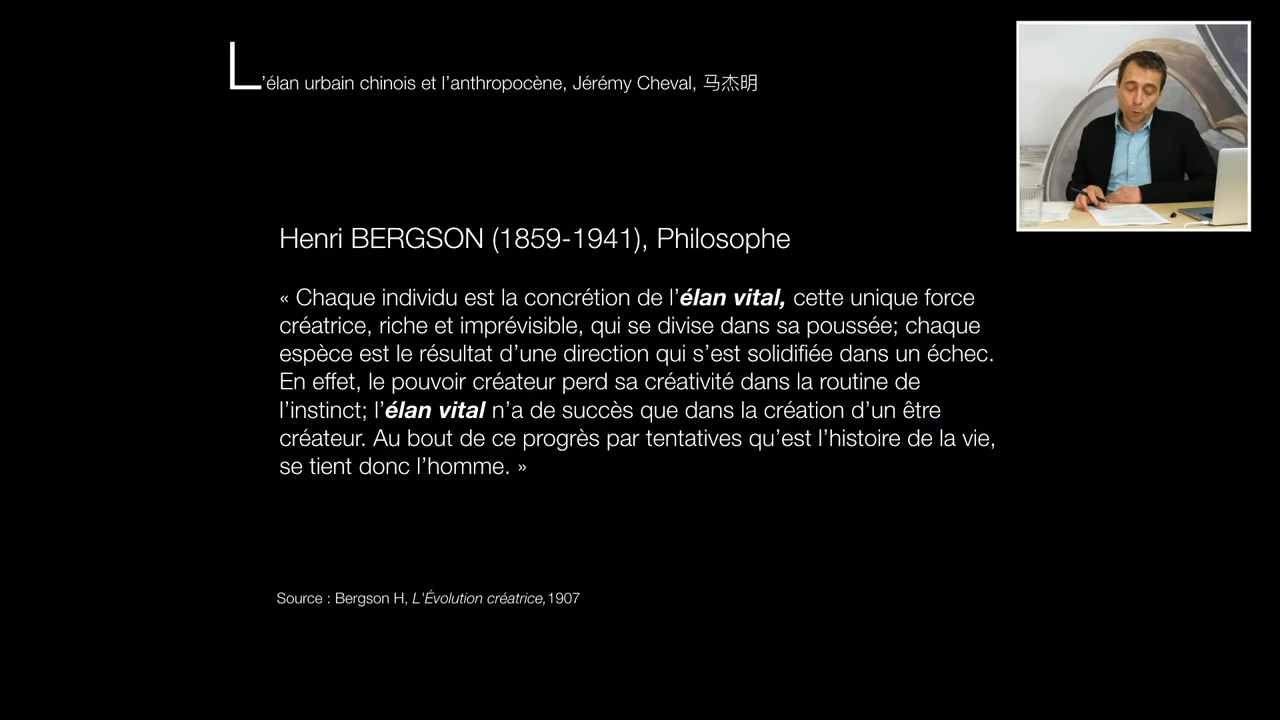 L'élan urbain chinois et l'anthropocène, Jérémy Cheval, 马杰明
Henri BERGSON (1859-1941), Philosophe
« Chaque individu est la concrétion de l'élan vital, cette unique force
créatrice, riche et imprévisible, qui se divise dans sa poussée; chaque
espèce est le résultat d'une direction qui s'est solidifiée dans un échec.
En effet, le pouvoir créateur perd sa créativité dans la routine de
l'instinct; l'élan vital n'a de succès que dans la création d'un être
créateur. Au bout de ce progrès par tentatives qu'est l'histoire de la vie,
se tient donc l'homme. »
Source : Bergson H, L'Évolution créatrice, 1907